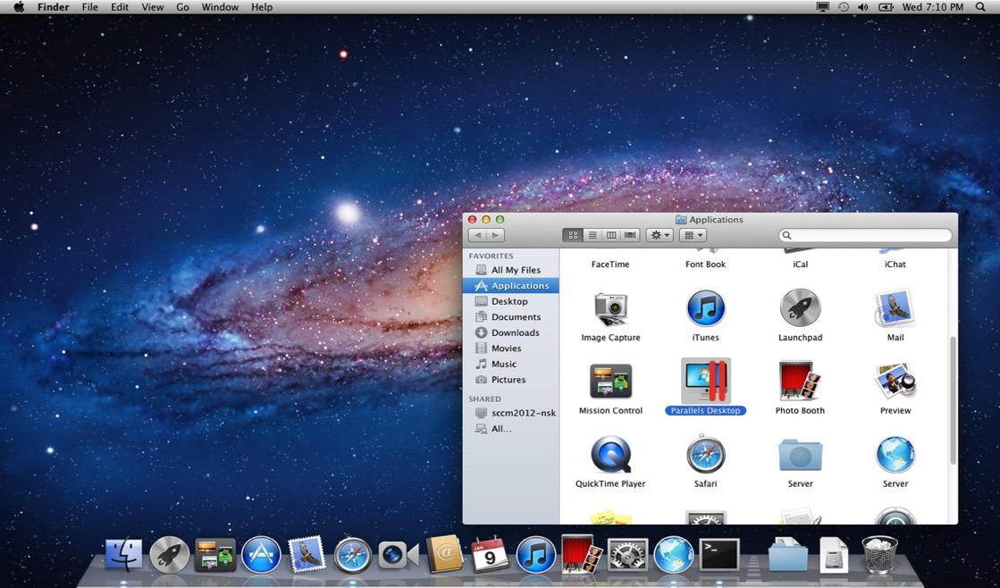 Finder File Edit View Go Window Help Wed 7:10 PM
Applications
FAVORITES
All My Files
Applications
Desktop
Documents
Downloads
Movies
Music
Pictures
SHARED
sccm2012-nsk
All...
FaceTime Font Book iCal iChat
Image Capture iTunes Launchpad Mail
Mission Control Parallels Desktop Photo Booth Preview
QuickTime Player Safari Server Server
JAN
9
>_